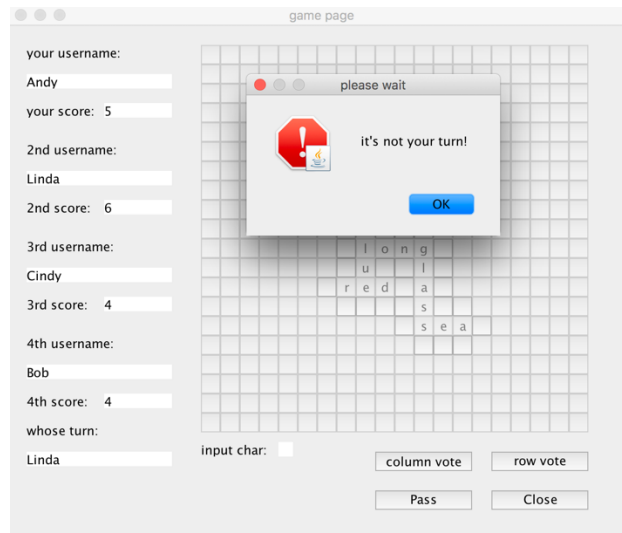 game page
your username:
Andy
your score: 5
2nd username:
Linda
2nd score: 6
3rd username:
Cindy
3rd score: 4
4th username:
Bob
4th score: 4
whose turn:
Linda
please wait
it's not your turn!
OK
l o n g
u l
r e d a
s
s e a
input char:
column vote row vote
Pass Close